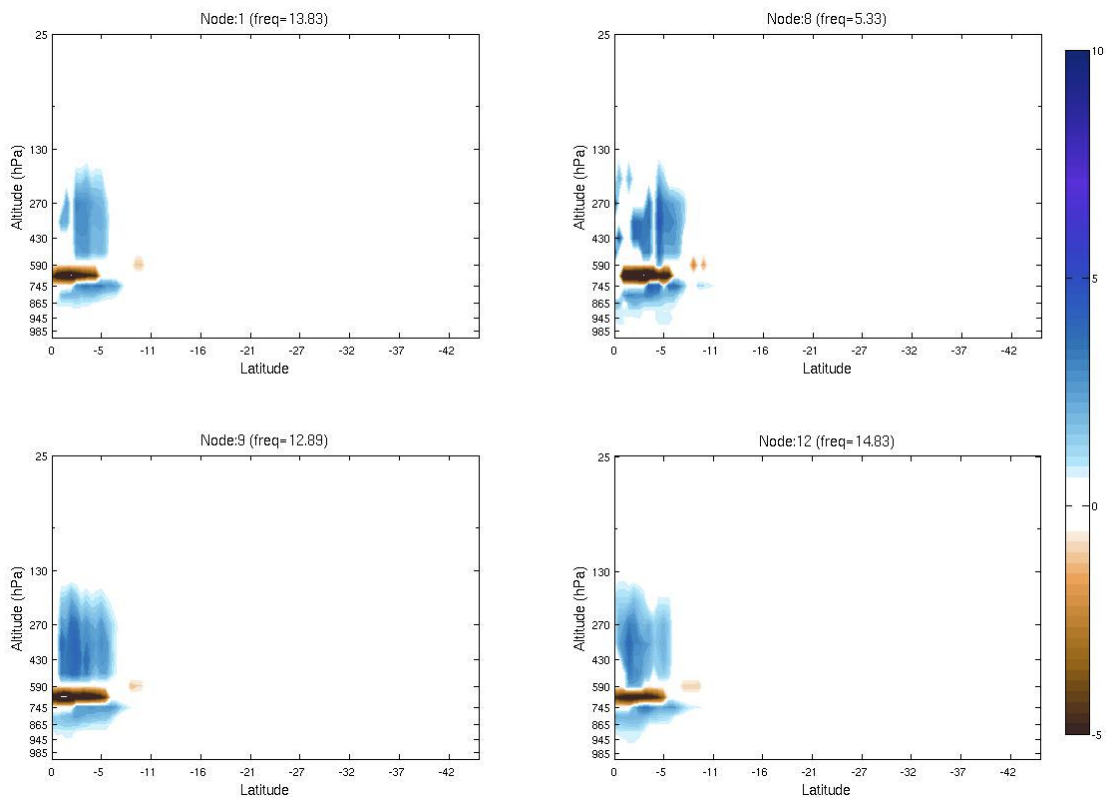 Node:1 (freq=13.83)
25
130
270
430
590
745
865
945
985
Altitude (hPa)
0 -5 -11 -16 -21 -27 -32 -37 -42
Latitude
Node:8 (freq=5.33)
25
130
270
430
590
745
865
945
985
Altitude (hPa)
0 -5 -11 -16 -21 -27 -32 -37 -42
Latitude
Node:9 (freq=12.89)
25
130
270
430
590
745
865
945
985
Altitude (hPa)
0 -5 -11 -16 -21 -27 -32 -37 -42
Latitude
Node:12 (freq=14.83)
25
130
270
430
590
745
865
945
985
Altitude (hPa)
0 -5 -11 -16 -21 -27 -32 -37 -42
Latitude
10
5
0
-5